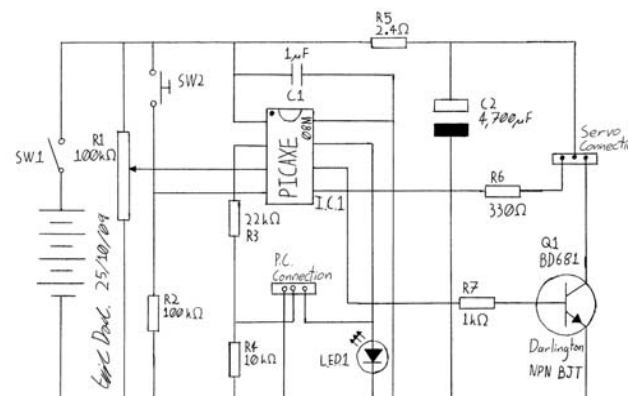 R5
2.4Ω
1μF
C1
SW2
C2
4,700μF
SW1
R1
100kΩ
PICAXE
08M
I.C.1
Servo
Connection
R6
330Ω
22kΩ
R3
25/10/09
P.C.
Connection
Q1
BD681
R2
100kΩ
R7
1kΩ
R4
10kΩ
LED1
Darlington
NPN BJT